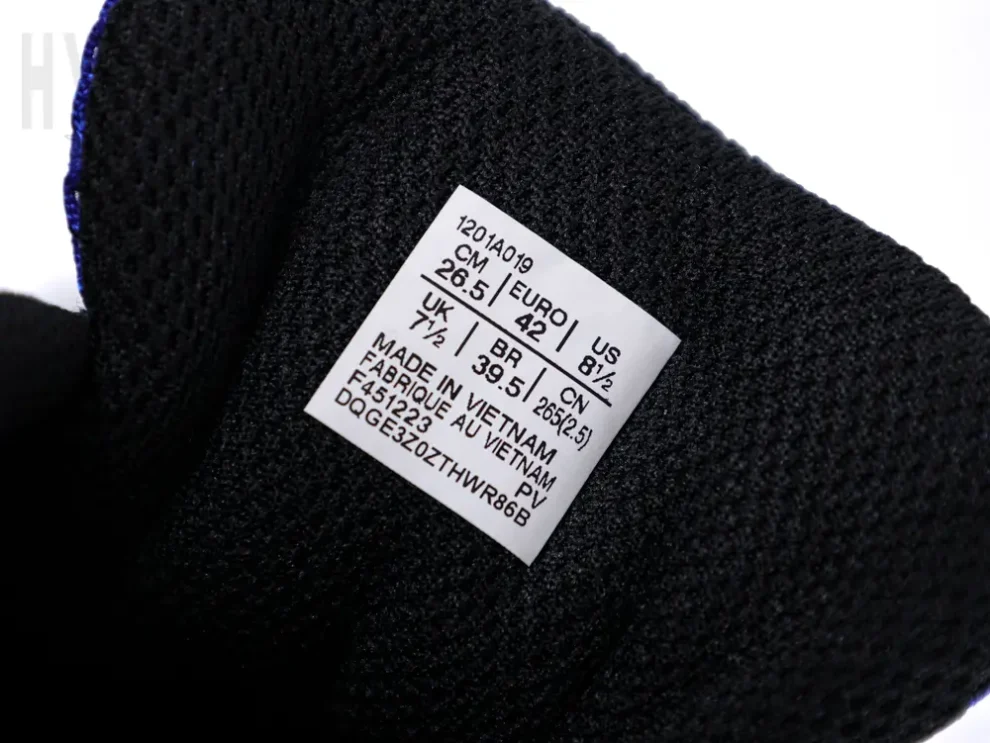 HY
1201A019
CM | EURO | US
26.5 | 42 | 8½
UK | BR | CN
7½ | 39.5 | 265(2.5)
MADE IN VIETNAM
FABRIQUE AU VIETNAM
F451223 PV
DQGE3Z0ZTHWR86B